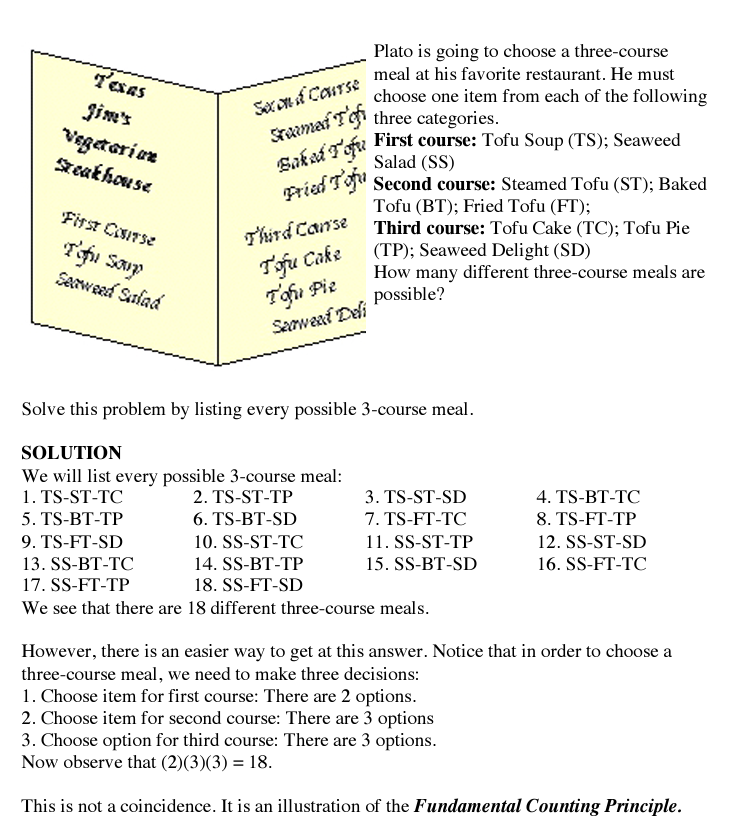 Texas
Jim's
Vegetarian
Steakhouse
First Course
Tofu Soup
Seaweed Salad
Second Course
Steamed Tofu
Baked Tofu
Fried Tofu
Third Course
Tofu Cake
Tofu Pie
Seaweed Deli
Plato is going to choose a three-course
meal at his favorite restaurant. He must
choose one item from each of the following
three categories.
First course: Tofu Soup (TS); Seaweed
Salad (SS)
Second course: Steamed Tofu (ST); Baked
Tofu (BT); Fried Tofu (FT);
Third course: Tofu Cake (TC); Tofu Pie
(TP); Seaweed Delight (SD)
How many different three-course meals are
possible?
Solve this problem by listing every possible 3-course meal.
SOLUTION
We will list every possible 3-course meal:
1. TS-ST-TC 2. TS-ST-TP 3. TS-ST-SD 4. TS-BT-TC
5. TS-BT-TP 6. TS-BT-SD 7. TS-FT-TC 8. TS-FT-TP
9. TS-FT-SD 10. SS-ST-TC 11. SS-ST-TP 12. SS-ST-SD
13. SS-BT-TC 14. SS-BT-TP 15. SS-BT-SD 16. SS-FT-TC
17. SS-FT-TP 18. SS-FT-SD
We see that there are 18 different three-course meals.
However, there is an easier way to get at this answer. Notice that in order to choose a
three-course meal, we need to make three decisions:
1. Choose item for first course: There are 2 options.
2. Choose item for second course: There are 3 options
3. Choose option for third course: There are 3 options.
Now observe that (2)(3)(3) = 18.
This is not a coincidence. It is an illustration of the Fundamental Counting Principle.